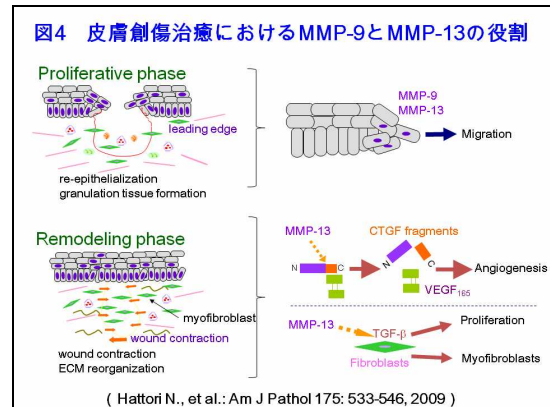 図4　皮膚創傷治癒におけるMMP-9とMMP-13の役割
Proliferative phase
leading edge
re-epithelialization
granulation tissue formation
MMP-9
MMP-13
Migration
Remodeling phase
myofibroblast
wound contraction
wound contraction
ECM reorganization
MMP-13
CTGF fragments
N C
N C
VEGF165
Angiogenesis
MMP-13
TGF-β
Fibroblasts
Proliferation
Myofibroblasts
( Hattori N., et al.: Am J Pathol 175: 533-546, 2009 )